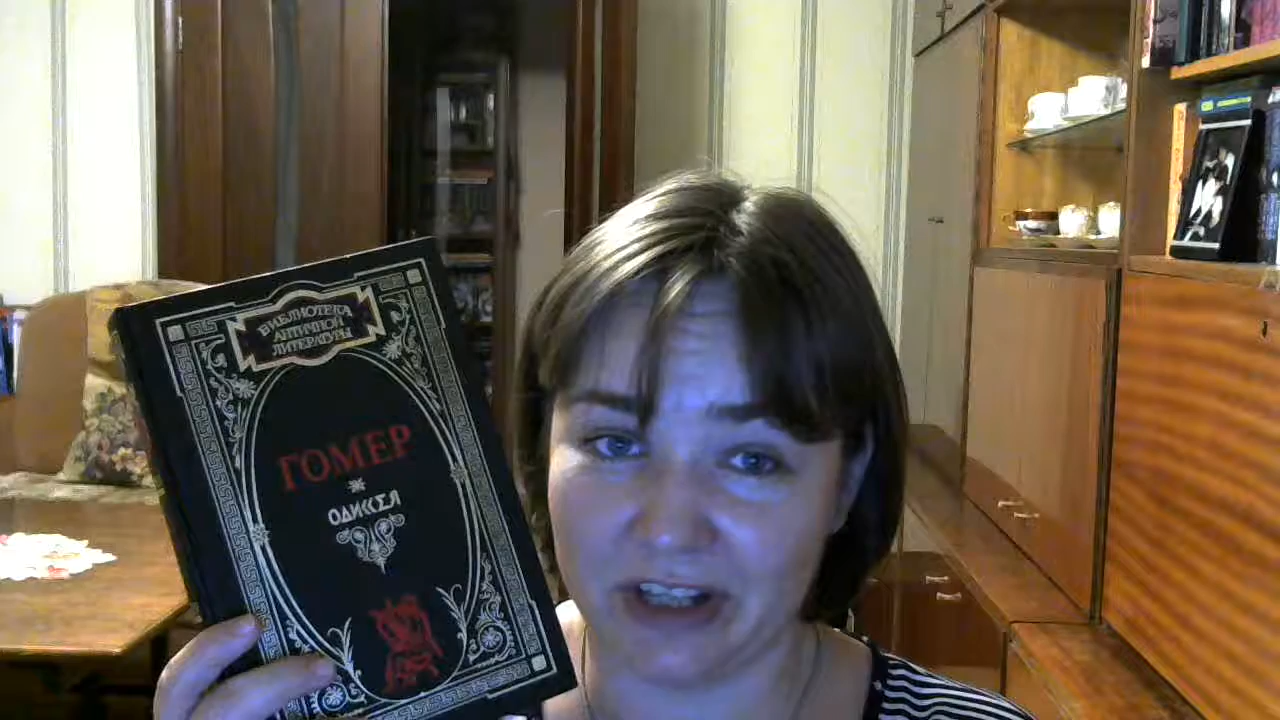 БИБЛИОТЕКА
АНТИЧНОЙ
ЛИТЕРАТУРЫ
ГОМЕР
ОДИССЕЯ